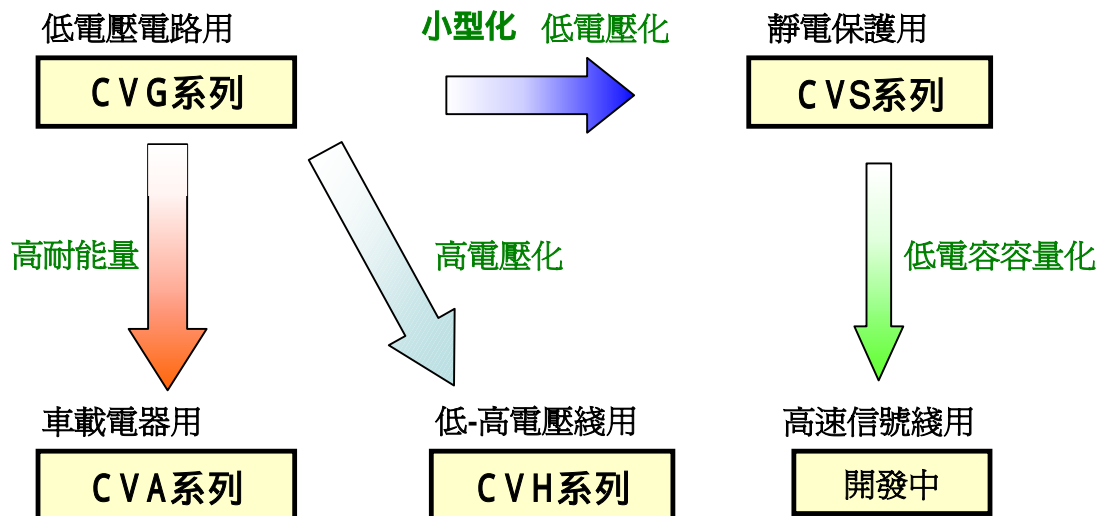 低電壓電路用
小型化 低電壓化
靜電保護用
CVG系列
CVS系列
高耐能量
高電壓化
低電容容量化
車載電器用
低-高電壓綫用
高速信號綫用
CVA系列
CVH系列
開發中